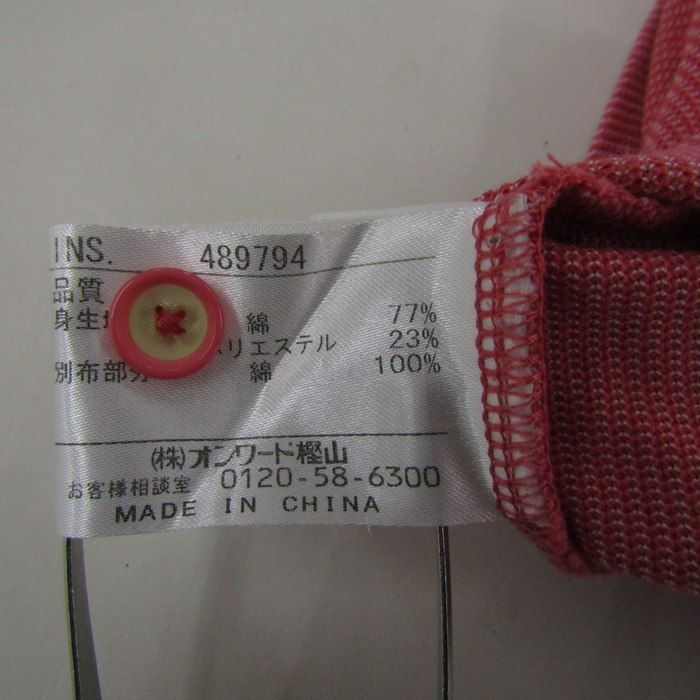 INS. 489794
品質
身生 綿 77%
リエステル 23%
別布部分 綿 100%
(株)オンワード樫山
お客様相談室 0120-58-6300
MADE IN CHINA